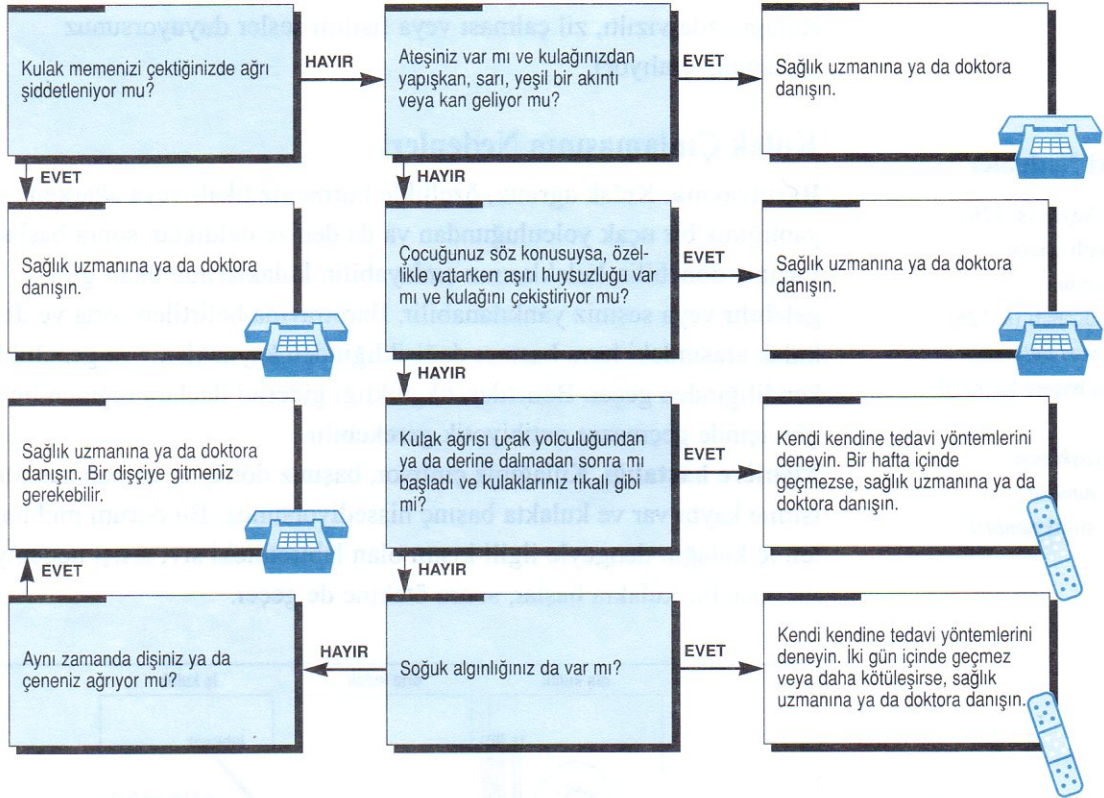 Kulak memenizi çektiğinizde ağrı
şiddetleniyor mu?
HAYIR
Ateşiniz var mı ve kulağınızdan
yapışkan, sarı, yeşil bir akıntı
veya kan geliyor mu?
EVET
Sağlık uzmanına ya da doktora
danışın.
EVET
HAYIR
Sağlık uzmanına ya da doktora
danışın.
Çocuğunuz söz konusuysa, özel-
likle yatarken aşırı huysuzluğu var
mı ve kulağını çekiştiriyor mu?
EVET
Sağlık uzmanına ya da doktora
danışın.
HAYIR
Sağlık uzmanına ya da doktora
danışın. Bir dişçiye gitmeniz
gerekebilir.
Kulak ağrısı uçak yolculuğundan
ya da derine dalmadan sonra mı
başladı ve kulaklarınız tıkalı gibi
mi?
EVET
Kendi kendine tedavi yöntemlerini
deneyin. Bir hafta içinde
geçmezse, sağlık uzmanına ya da
doktora danışın.
EVET
HAYIR
Aynı zamanda dişiniz ya da
çeneniz ağrıyor mu?
HAYIR
Soğuk algınlığınız da var mı?
EVET
Kendi kendine tedavi yöntemlerini
deneyin. İki gün içinde geçmez
veya daha kötüleşirse, sağlık
uzmanına ya da doktora danışın.